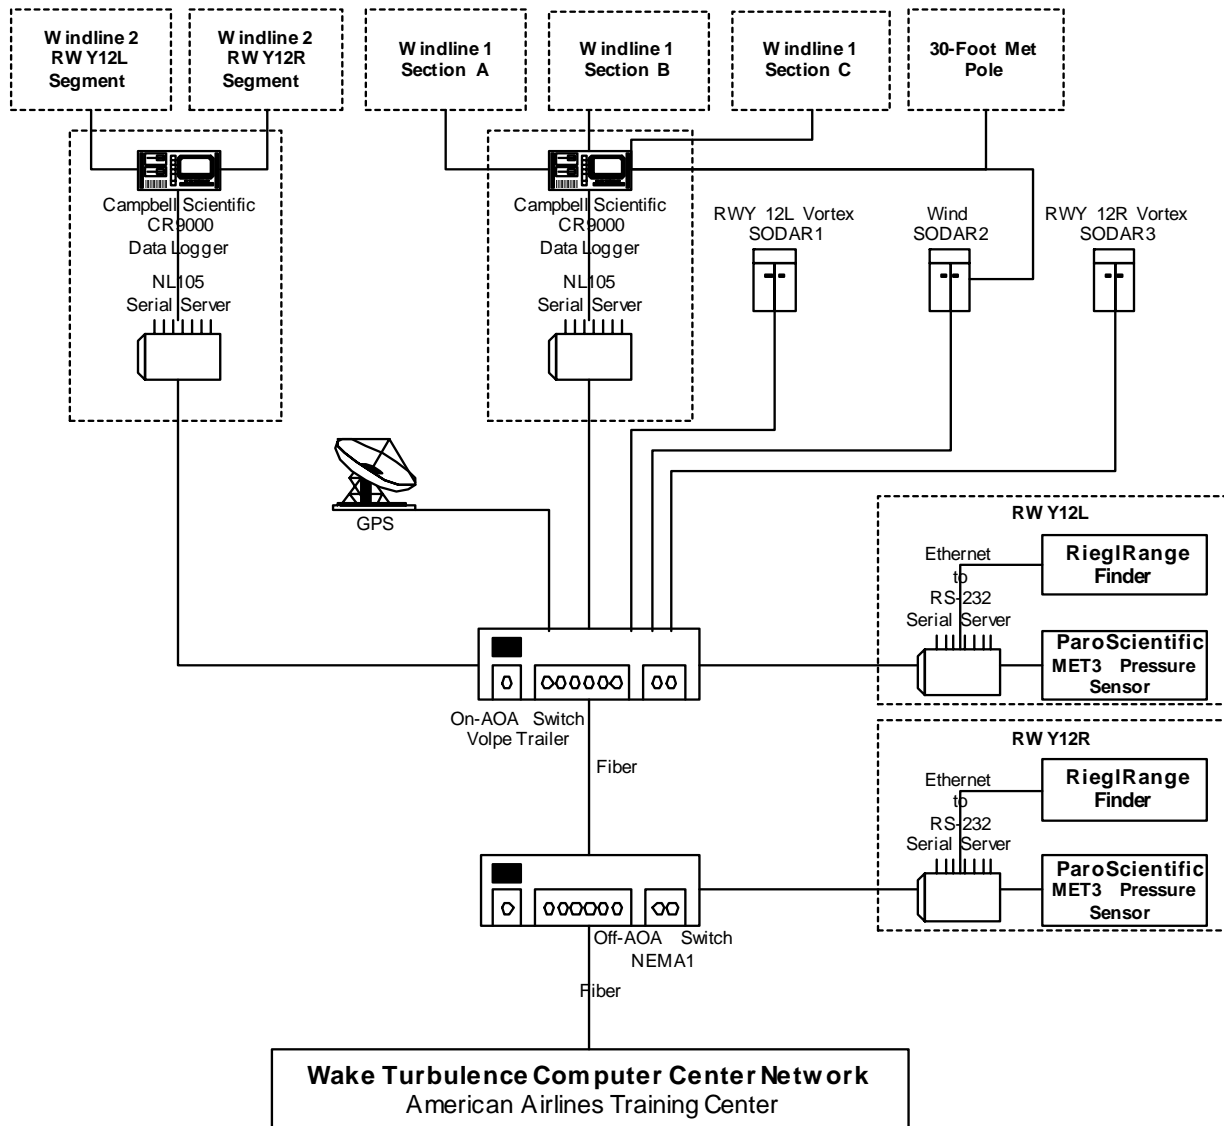 Windline 2
RWY12L
Segment
Windline 2
RWY12R
Segment
Windline 1
Section A
Windline 1
Section B
Windline 1
Section C
30-Foot Met
Pole
Campbell Scientific
CR9000
Data Logger
NL105
Serial Server
Campbell Scientific
CR9000
Data Logger
NL105
Serial Server
RWY 12L Vortex
SODAR1
Wind
SODAR2
RWY 12R Vortex
SODAR3
GPS
RWY12L
Ethernet
to
RS-232
Serial Server
Riegl Range
Finder
ParoScientific
MET3 Pressure
Sensor
On-AOA Switch
Volpe Trailer
Fiber
RWY12R
Ethernet
to
RS-232
Serial Server
Riegl Range
Finder
ParoScientific
MET3 Pressure
Sensor
Off-AOA Switch
NEMA1
Fiber
Wake Turbulence Computer Center Network
American Airlines Training Center